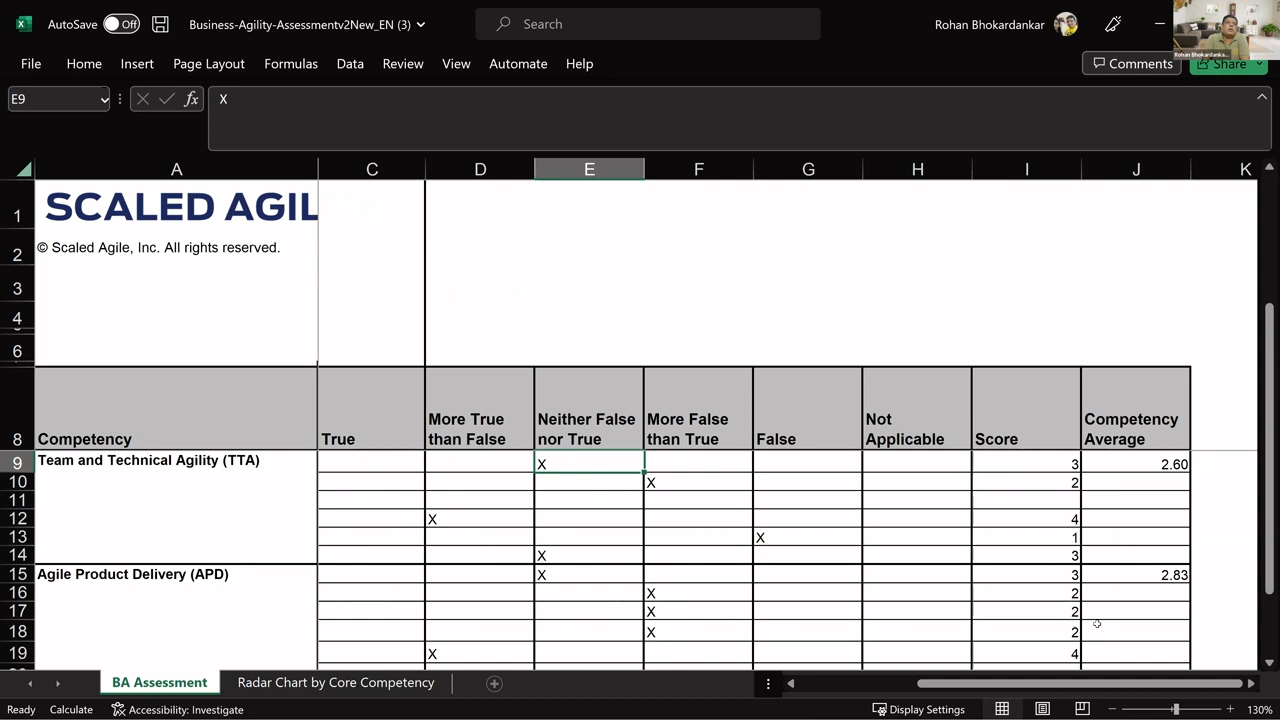 AutoSave Off Business-Agility-Assessmentv2New_EN (3) Search Rohan Bhokardankar
File Home Insert Page Layout Formulas Data Review View Automate Help Comments Share
E9 fx X
A C D E F G H I J K
1 SCALED AGIL
2 © Scaled Agile, Inc. All rights reserved.
3
4
6
8 Competency True More True than False Neither False nor True More False than True False Not Applicable Score Competency Average
9 Team and Technical Agility (TTA) X 3 2.60
10 X 2
11
12 X 4
13 X 1
14 X 3
15 Agile Product Delivery (APD) X 3 2.83
16 X 2
17 X 2
18 X 2
19 X 4
BA Assessment Radar Chart by Core Competency
Ready Calculate Accessibility: Investigate Display Settings 130%